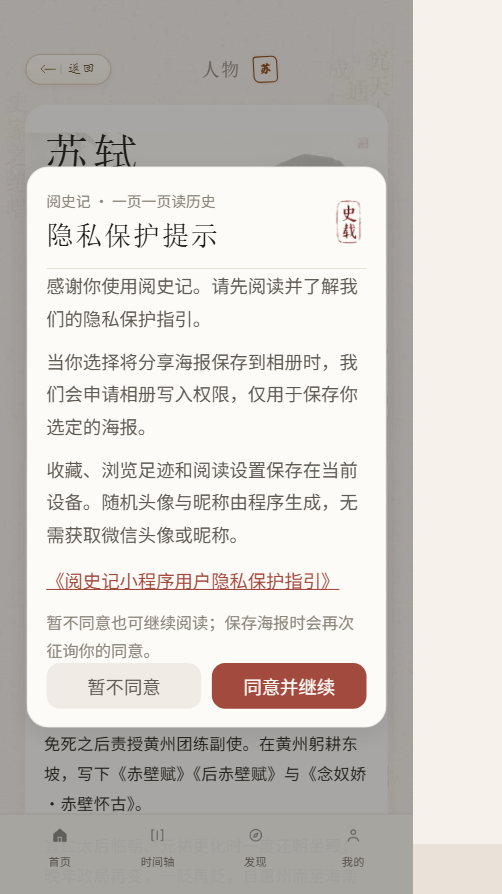 返回
人物
苏
苏轼
阅史记 · 一页一页读历史
隐私保护提示
史
载
感谢你使用阅史记。请先阅读并了解我
们的隐私保护指引。
当你选择将分享海报保存到相册时，我
们会申请相册写入权限，仅用于保存你
选定的海报。
收藏、浏览足迹和阅读设置保存在当前
设备。随机头像与昵称由程序生成，无
需获取微信头像或昵称。
《阅史记小程序用户隐私保护指引》
暂不同意也可继续阅读；保存海报时会再次
征询你的同意。
暂不同意
同意并继续
免死之后责授黄州团练副使。在黄州躬耕东
坡，写下《赤壁赋》《后赤壁赋》与《念奴娇
·赤壁怀古》。
首页
时间轴
发现
我的